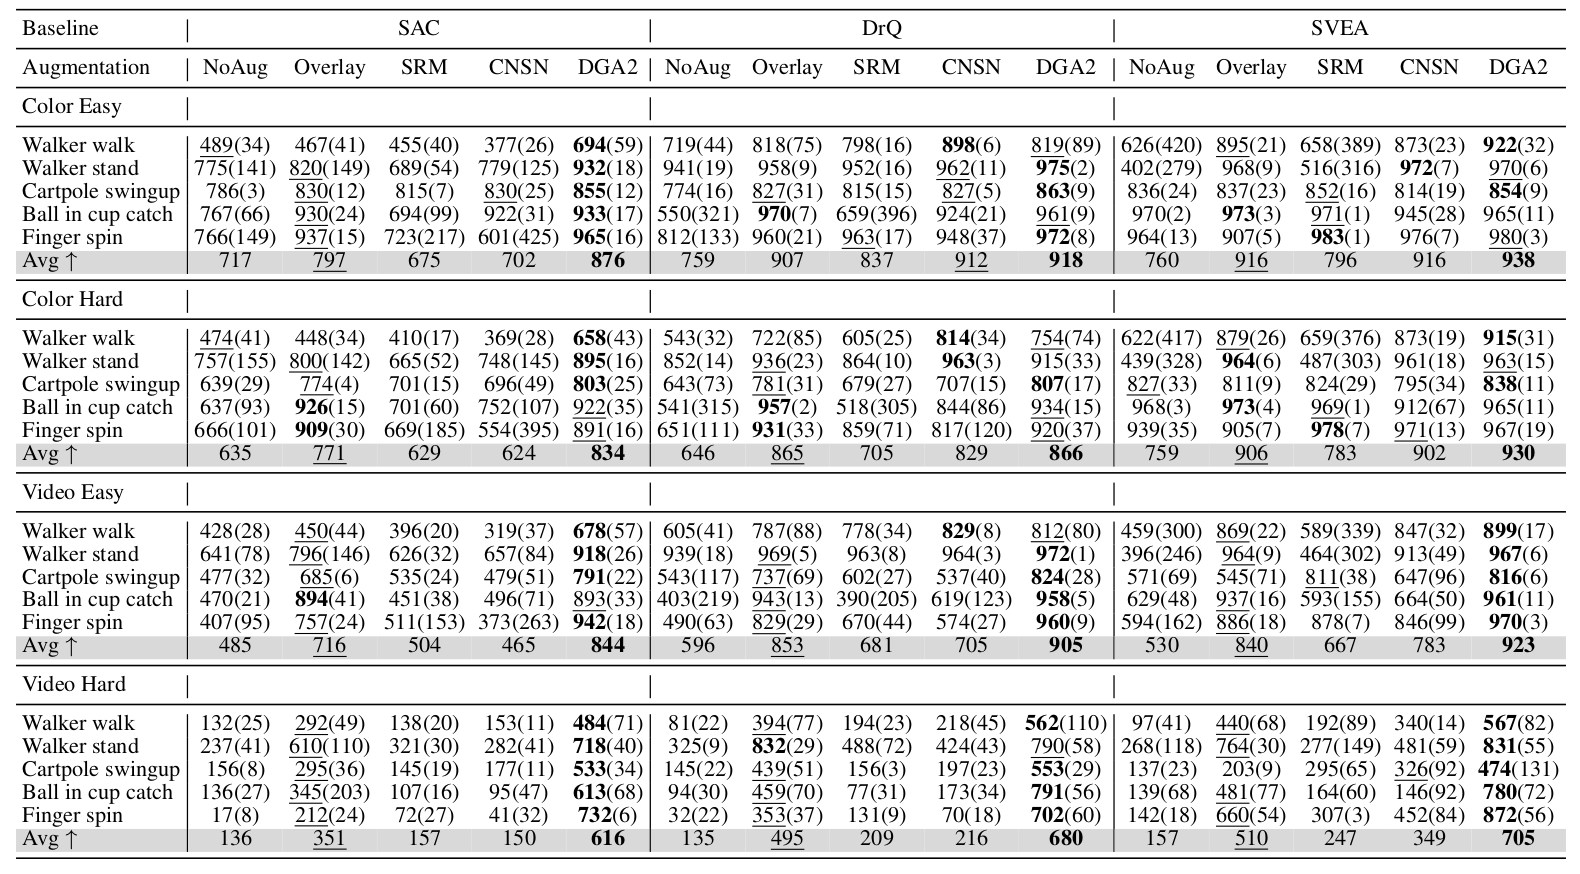 Baseline SAC DrQ SVEA
Augmentation NoAug Overlay SRM CNSN DGA2 NoAug Overlay SRM CNSN DGA2 NoAug Overlay SRM CNSN DGA2
Color Easy
Walker walk 489(34) 467(41) 455(40) 377(26) 694(59) 719(44) 818(75) 798(16) 898(6) 819(89) 626(420) 895(21) 658(389) 873(23) 922(32)
Walker stand 775(141) 820(149) 689(54) 779(125) 932(18) 941(19) 958(9) 952(16) 962(11) 975(2) 402(279) 968(9) 516(316) 972(7) 970(6)
Cartpole swingup 786(3) 830(12) 815(7) 830(25) 855(12) 774(16) 827(31) 815(15) 827(5) 863(9) 836(24) 837(23) 852(16) 814(19) 854(9)
Ball in cup catch 767(66) 930(24) 694(99) 922(31) 933(17) 550(321) 970(7) 659(396) 924(21) 961(9) 970(2) 973(3) 971(1) 945(28) 965(11)
Finger spin 766(149) 937(15) 723(217) 601(425) 965(16) 812(133) 960(21) 963(17) 948(37) 972(8) 964(13) 907(5) 983(1) 976(7) 980(3)
Avg ↑ 717 797 675 702 876 759 907 837 912 918 760 916 796 916 938
Color Hard
Walker walk 474(41) 448(34) 410(17) 369(28) 658(43) 543(32) 722(85) 605(25) 814(34) 754(74) 622(417) 879(26) 659(376) 873(19) 915(31)
Walker stand 757(155) 800(142) 665(52) 748(145) 895(16) 852(14) 936(23) 864(10) 963(3) 915(33) 439(328) 964(6) 487(303) 961(18) 963(15)
Cartpole swingup 639(29) 774(4) 701(15) 696(49) 803(25) 643(73) 781(31) 679(27) 707(15) 807(17) 827(33) 811(9) 824(29) 795(34) 838(11)
Ball in cup catch 637(93) 926(15) 701(60) 752(107) 922(35) 541(315) 957(2) 518(305) 844(86) 934(15) 968(3) 973(4) 969(1) 912(67) 965(11)
Finger spin 666(101) 909(30) 669(185) 554(395) 891(16) 651(111) 931(33) 859(71) 817(120) 920(37) 939(35) 905(7) 978(7) 971(13) 967(19)
Avg ↑ 635 771 629 624 834 646 865 705 829 866 759 906 783 902 930
Video Easy
Walker walk 428(28) 450(44) 396(20) 319(37) 678(57) 605(41) 787(88) 778(34) 829(8) 812(80) 459(300) 869(22) 589(339) 847(32) 899(17)
Walker stand 641(78) 796(146) 626(32) 657(84) 918(26) 939(18) 969(5) 963(8) 964(3) 972(1) 396(246) 964(9) 464(302) 913(49) 967(6)
Cartpole swingup 477(32) 685(6) 535(24) 479(51) 791(22) 543(117) 737(69) 602(27) 537(40) 824(28) 571(69) 545(71) 811(38) 647(96) 816(6)
Ball in cup catch 470(21) 894(41) 451(38) 496(71) 893(33) 403(219) 943(13) 390(205) 619(123) 958(5) 629(48) 937(16) 593(155) 664(50) 961(11)
Finger spin 407(95) 757(24) 511(153) 373(263) 942(18) 490(63) 829(29) 670(44) 574(27) 960(9) 594(162) 886(18) 878(7) 846(99) 970(3)
Avg ↑ 485 716 504 465 844 596 853 681 705 905 530 840 667 783 923
Video Hard
Walker walk 132(25) 292(49) 138(20) 153(11) 484(71) 81(22) 394(77) 194(23) 218(45) 562(110) 97(41) 440(68) 192(89) 340(14) 567(82)
Walker stand 237(41) 610(110) 321(30) 282(41) 718(40) 325(9) 832(29) 488(72) 424(43) 790(58) 268(118) 764(30) 277(149) 481(59) 831(55)
Cartpole swingup 156(8) 295(36) 145(19) 177(11) 533(34) 145(22) 439(51) 156(3) 197(23) 553(29) 137(23) 203(9) 295(65) 326(92) 474(131)
Ball in cup catch 136(27) 345(203) 107(16) 95(47) 613(68) 94(30) 459(70) 77(31) 173(34) 791(56) 139(68) 481(77) 164(60) 146(92) 780(72)
Finger spin 17(8) 212(24) 72(27) 41(32) 732(6) 32(22) 353(37) 131(9) 70(18) 702(60) 142(18) 660(54) 307(3) 452(84) 872(56)
Avg ↑ 136 351 157 150 616 135 495 209 216 680 157 510 247 349 705